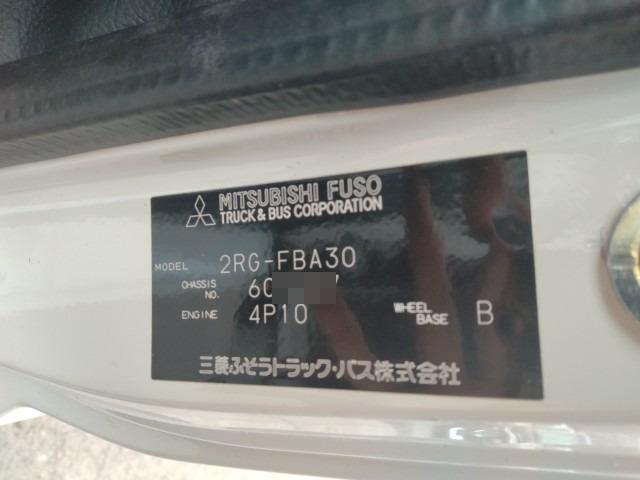 MITSUBISHI FUSO
TRUCK & BUS CORPORATION
MODEL 2RG-FBA30
CHASSIS NO. 60
ENGINE 4P10 WHEEL BASE B
三菱ふそうトラック・バス株式会社